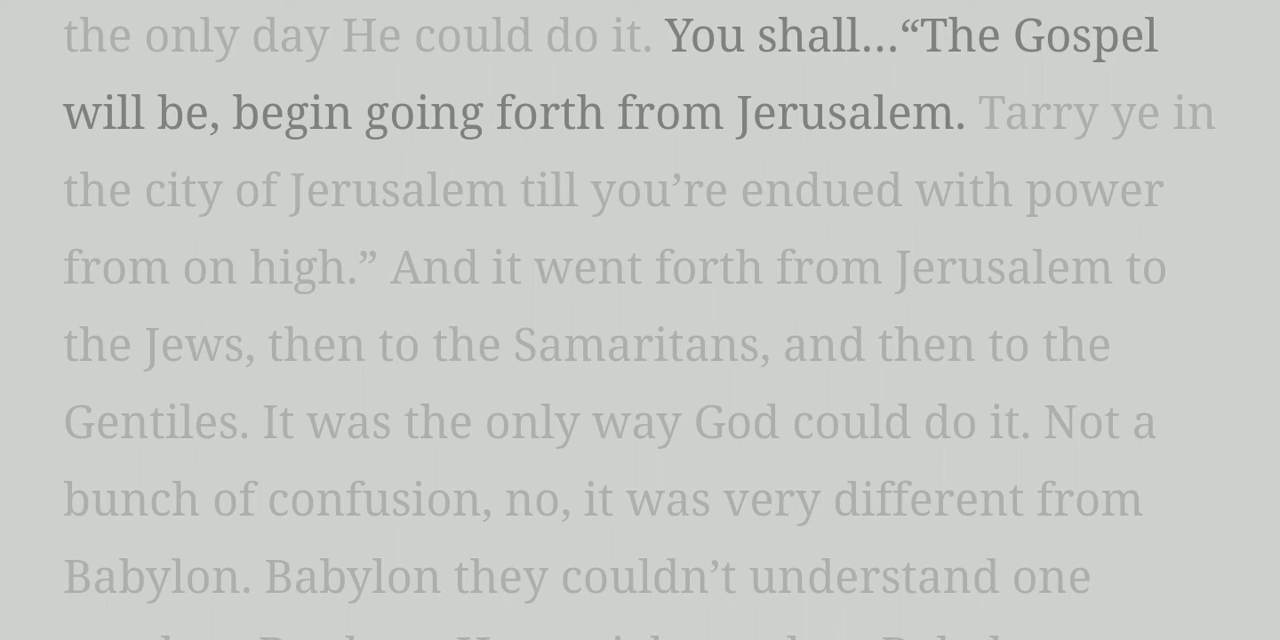 the only day He could do it. You shall…“The Gospel
will be, begin going forth from Jerusalem. Tarry ye in
the city of Jerusalem till you’re endued with power
from on high.” And it went forth from Jerusalem to
the Jews, then to the Samaritans, and then to the
Gentiles. It was the only way God could do it. Not a
bunch of confusion, no, it was very different from
Babylon. Babylon they couldn’t understand one